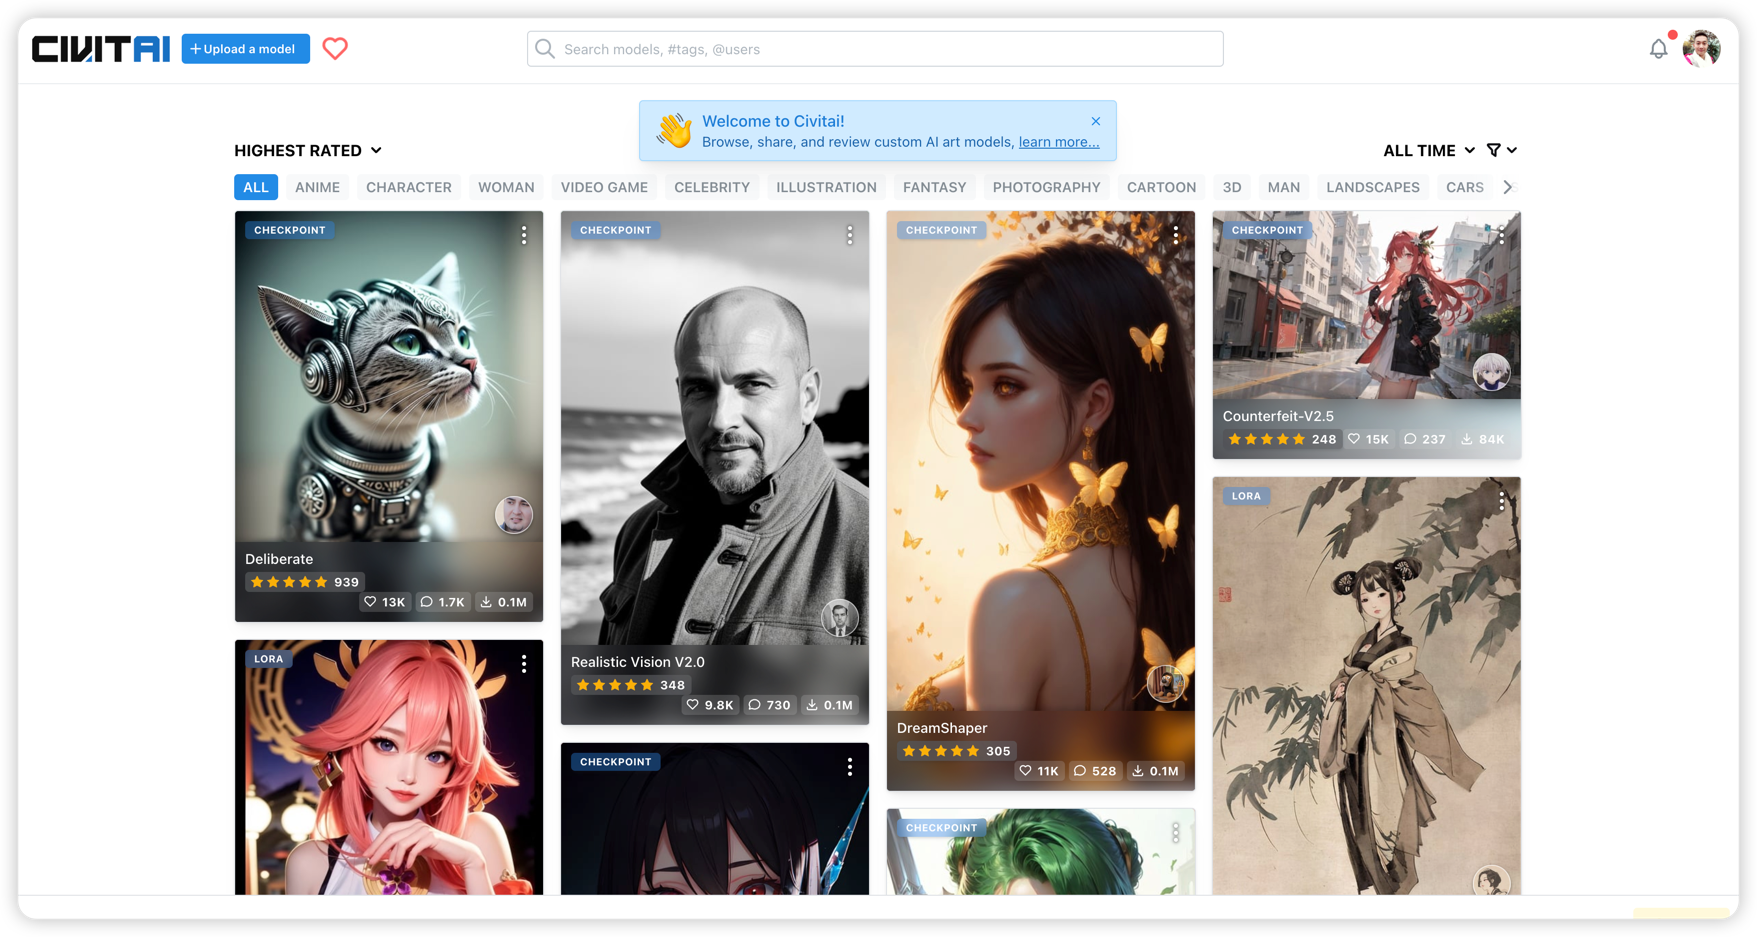 CIVITAI
Upload a model
Search models, #tags, @users
Welcome to Civitai!
Browse, share, and review custom AI art models, learn more...
HIGHEST RATED
ALL TIME
ALL ANIME CHARACTER WOMAN VIDEO GAME CELEBRITY ILLUSTRATION FANTASY PHOTOGRAPHY CARTOON 3D MAN LANDSCAPES CARS
CHECKPOINT
Deliberate
939
13K 1.7K 0.1M
LORA
CHECKPOINT
Realistic Vision V2.0
348
9.8K 730 0.1M
CHECKPOINT
CHECKPOINT
DreamShaper
305
11K 528 0.1M
CHECKPOINT
CHECKPOINT
Counterfeit-V2.5
248 15K 237 84K
LORA